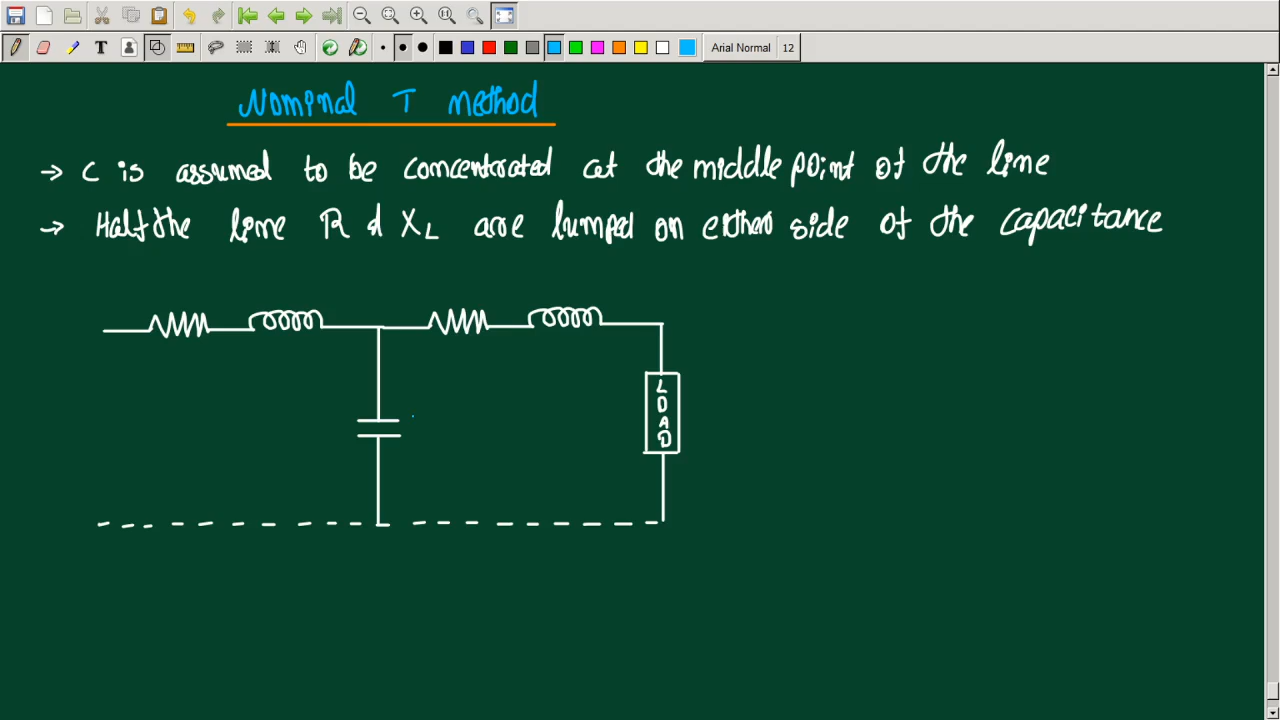 Arial Normal 12
Nominal T method
→ C is assumed to be concentrated at the middle point of the line
→ Half the line R & XL are lumped on either side of the capacitance
LOAD